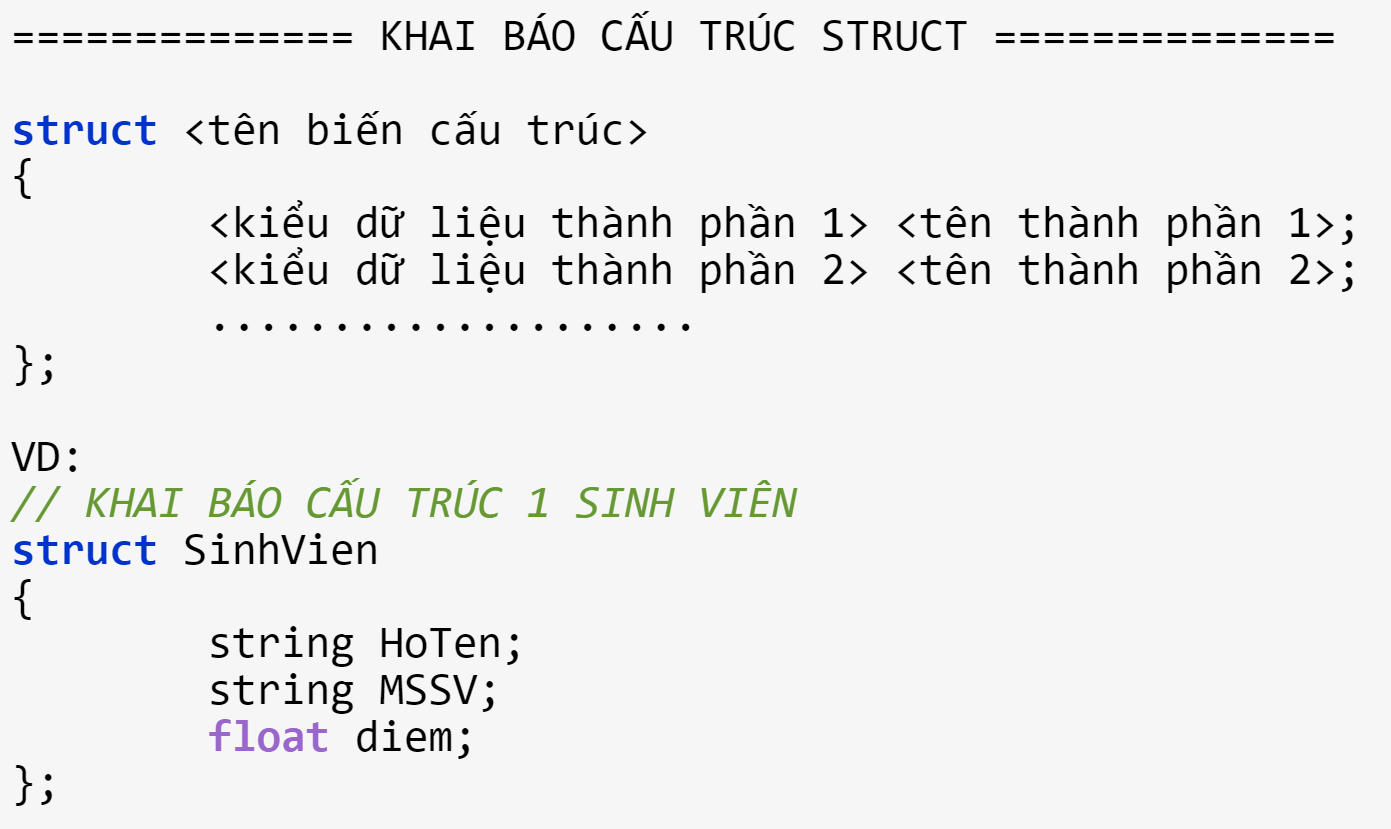 ============== KHAI BÁO CẤU TRÚC STRUCT ==============
struct <tên biến cấu trúc>
{
<kiểu dữ liệu thành phần 1> <tên thành phần 1>;
<kiểu dữ liệu thành phần 2> <tên thành phần 2>;
....................
};
VD:
// KHAI BÁO CẤU TRÚC 1 SINH VIÊN
struct SinhVien
{
string HoTen;
string MSSV;
float diem;
};